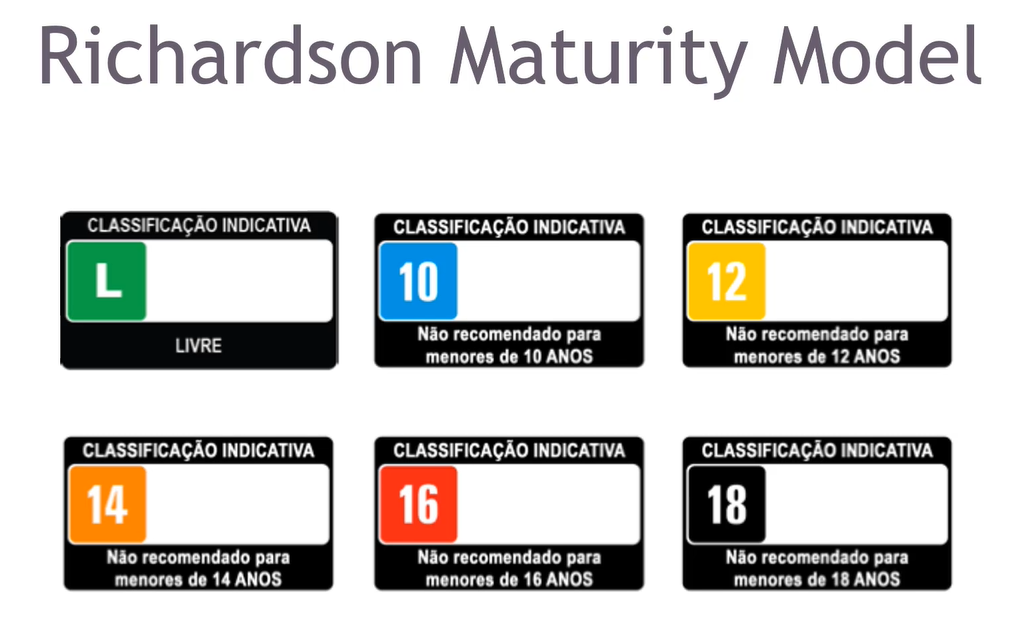 Richardson Maturity Model
CLASSIFICAÇÃO INDICATIVA
L
LIVRE
CLASSIFICAÇÃO INDICATIVA
10
Não recomendado para
menores de 10 ANOS
CLASSIFICAÇÃO INDICATIVA
12
Não recomendado para
menores de 12 ANOS
CLASSIFICAÇÃO INDICATIVA
14
Não recomendado para
menores de 14 ANOS
CLASSIFICAÇÃO INDICATIVA
16
Não recomendado para
menores de 16 ANOS
CLASSIFICAÇÃO INDICATIVA
18
Não recomendado para
menores de 18 ANOS